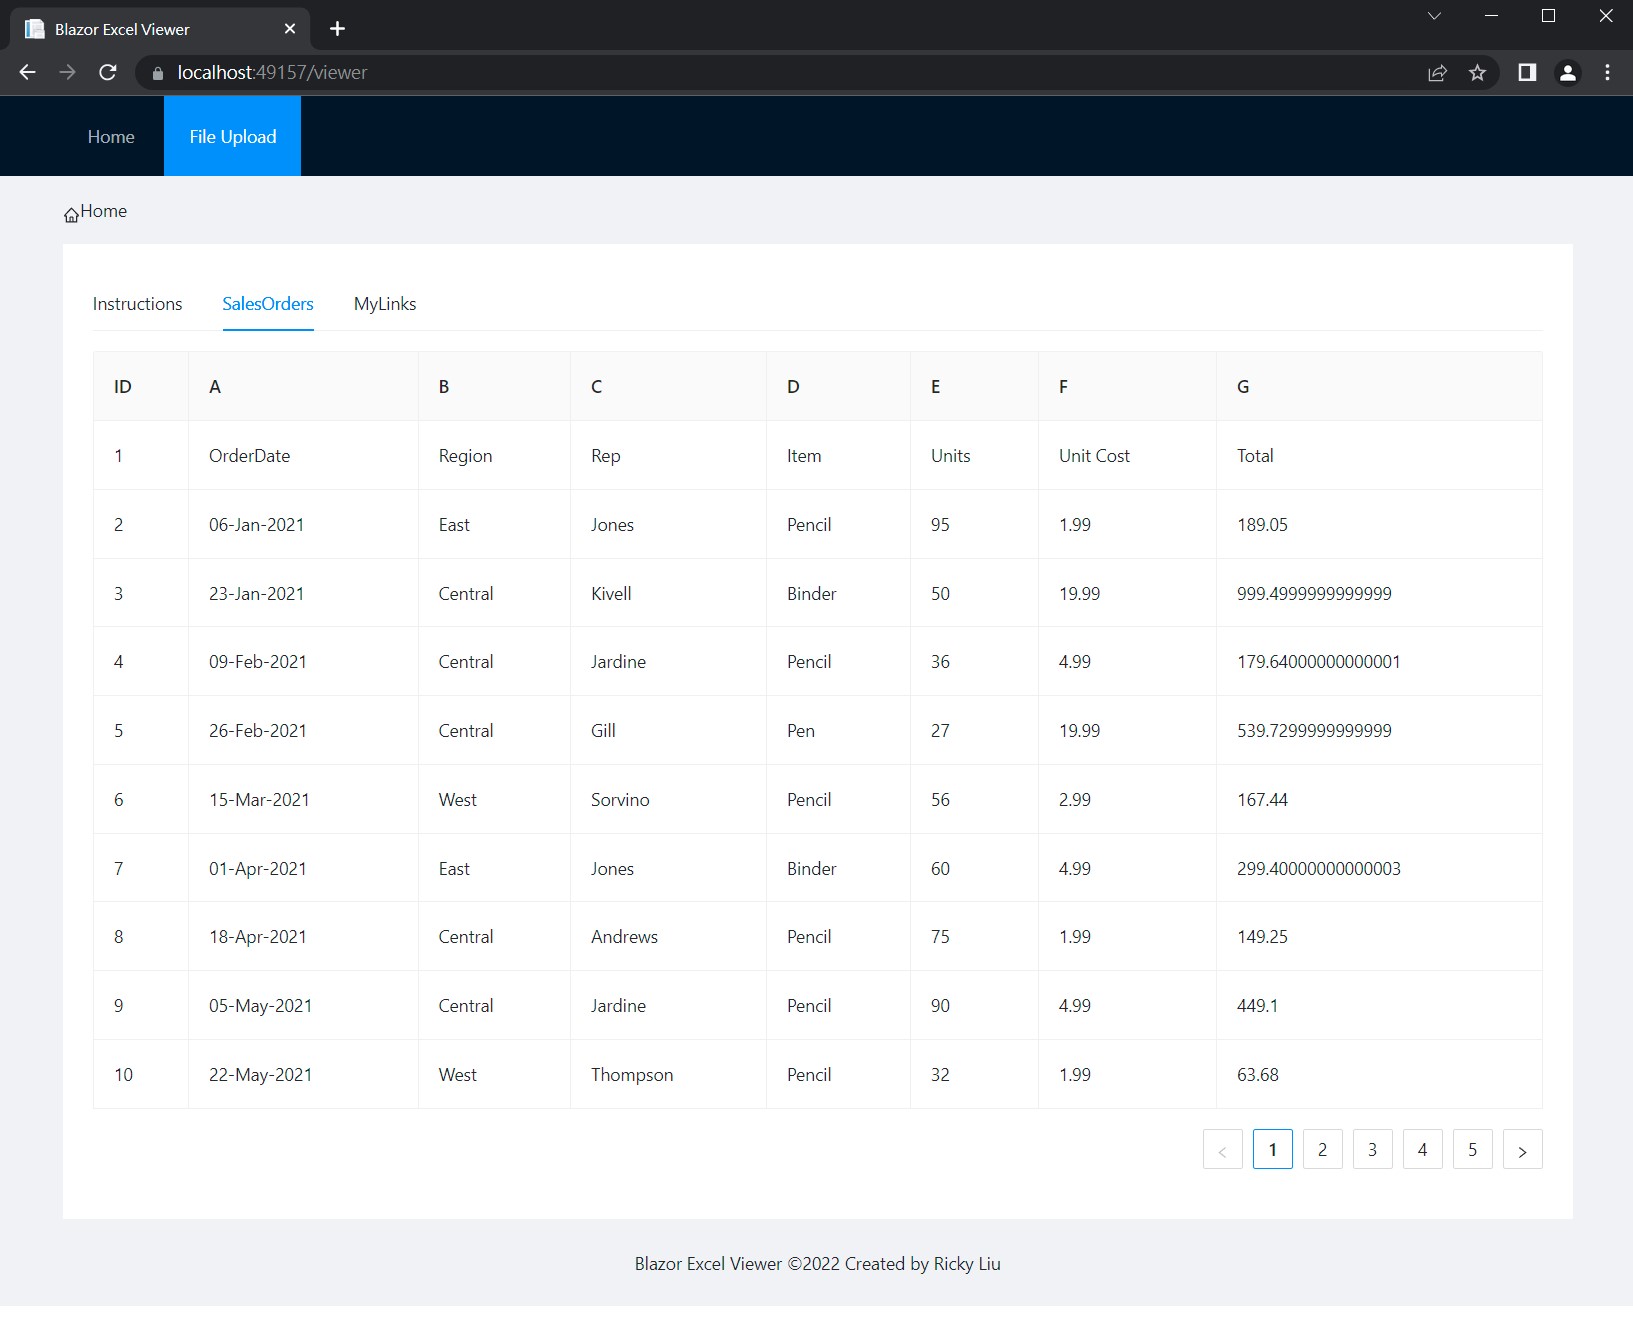 Blazor Excel Viewer
localhost:49157/viewer
Home File Upload
Home
Instructions SalesOrders MyLinks
ID A B C D E F G
1 OrderDate Region Rep Item Units Unit Cost Total
2 06-Jan-2021 East Jones Pencil 95 1.99 189.05
3 23-Jan-2021 Central Kivell Binder 50 19.99 999.4999999999999
4 09-Feb-2021 Central Jardine Pencil 36 4.99 179.64000000000001
5 26-Feb-2021 Central Gill Pen 27 19.99 539.7299999999999
6 15-Mar-2021 West Sorvino Pencil 56 2.99 167.44
7 01-Apr-2021 East Jones Binder 60 4.99 299.40000000000003
8 18-Apr-2021 Central Andrews Pencil 75 1.99 149.25
9 05-May-2021 Central Jardine Pencil 90 4.99 449.1
10 22-May-2021 West Thompson Pencil 32 1.99 63.68
< 1 2 3 4 5 >
Blazor Excel Viewer ©2022 Created by Ricky Liu